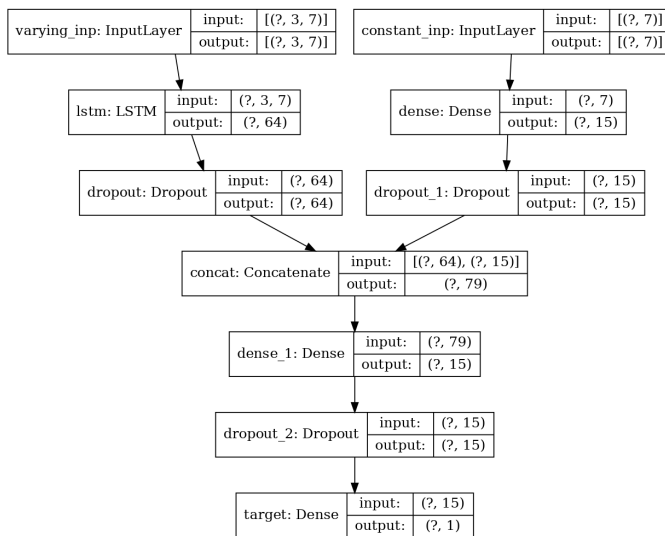 varying_inp: InputLayer input: [(?, 3, 7)]
output: [(?, 3, 7)]
constant_inp: InputLayer input: [(?, 7)]
output: [(?, 7)]
lstm: LSTM input: (?, 3, 7)
output: (?, 64)
dense: Dense input: (?, 7)
output: (?, 15)
dropout: Dropout input: (?, 64)
output: (?, 64)
dropout_1: Dropout input: (?, 15)
output: (?, 15)
concat: Concatenate input: [(?, 64), (?, 15)]
output: (?, 79)
dense_1: Dense input: (?, 79)
output: (?, 15)
dropout_2: Dropout input: (?, 15)
output: (?, 15)
target: Dense input: (?, 15)
output: (?, 1)